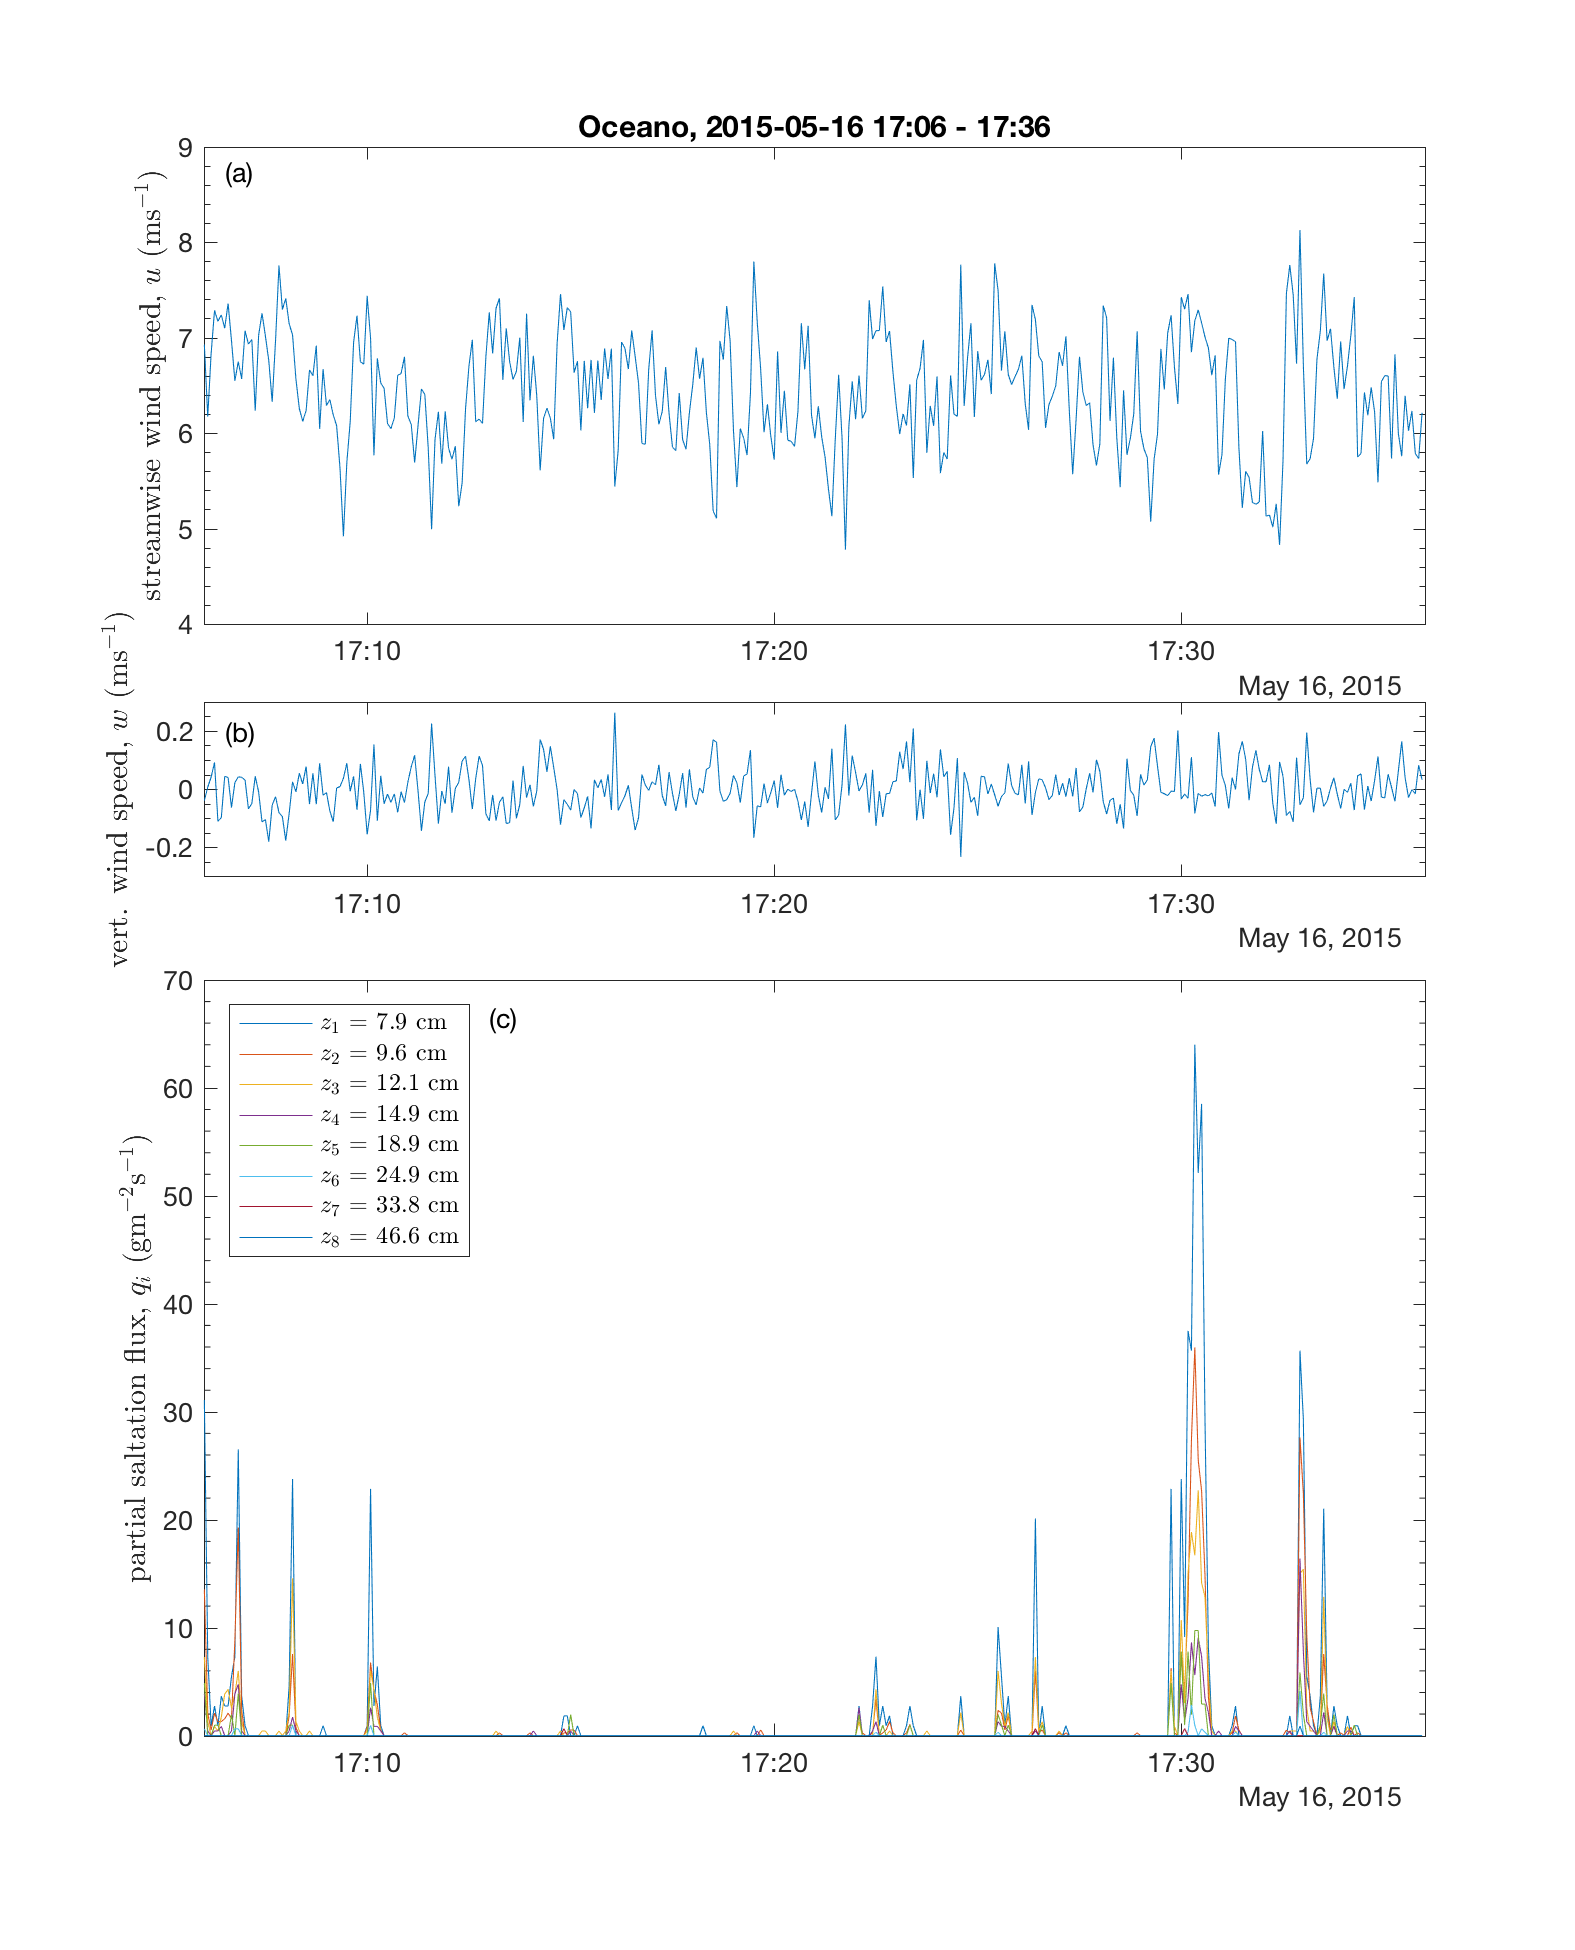 Oceano, 2015-05-16 17:06 - 17:36
(a)
streamwise wind speed, u (ms⁻¹)
9
8
7
6
5
4
17:10 17:20 17:30
May 16, 2015
(b)
vert. wind speed, w (ms⁻¹)
0.2
0
-0.2
17:10 17:20 17:30
May 16, 2015
(c)
partial saltation flux, qᵢ (gm⁻²s⁻¹)
70
60
50
40
30
20
10
0
z₁ = 7.9 cm
z₂ = 9.6 cm
z₃ = 12.1 cm
z₄ = 14.9 cm
z₅ = 18.9 cm
z₆ = 24.9 cm
z₇ = 33.8 cm
z₈ = 46.6 cm
17:10 17:20 17:30
May 16, 2015